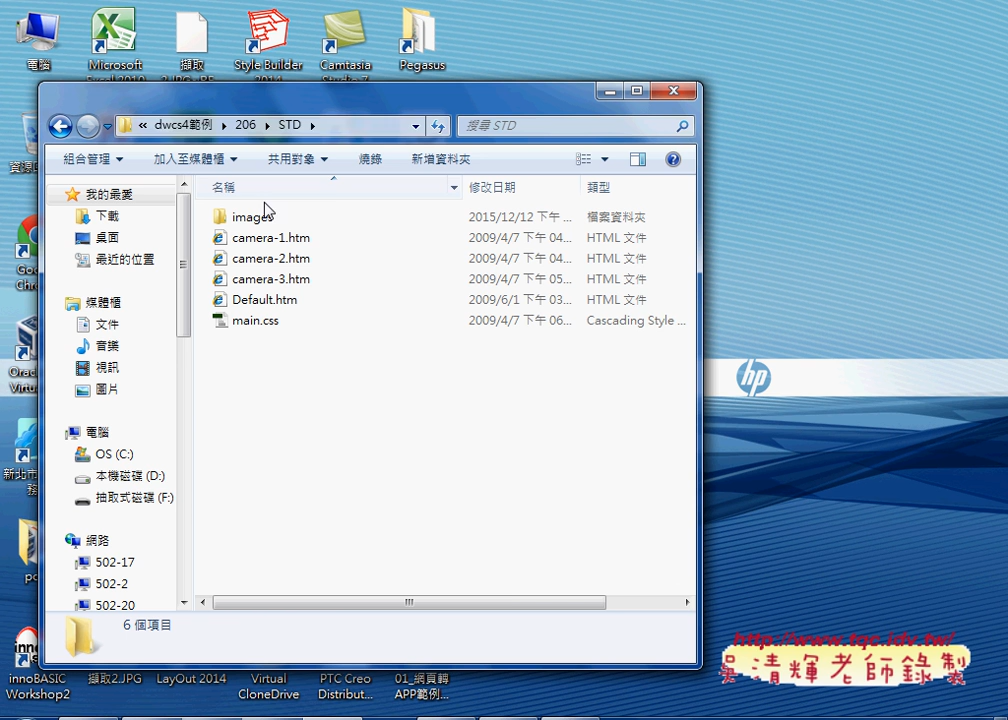 電腦
Microsoft
Excel 2010
擷取
Style Builder
2014
Camtasia
Studio 7
Pegasus
« dwcs4範例 206 STD
搜尋 STD
組合管理 加入至媒體櫃 共用對象 燒錄 新增資料夾
名稱 修改日期 類型
images 2015/12/12 下午 ... 檔案資料夾
camera-1.htm 2009/4/7 下午 04... HTML 文件
camera-2.htm 2009/4/7 下午 04... HTML 文件
camera-3.htm 2009/4/7 下午 05... HTML 文件
Default.htm 2009/6/1 下午 03... HTML 文件
main.css 2009/4/7 下午 06... Cascading Style ...
我的最愛
下載
桌面
最近的位置
媒體櫃
文件
音樂
視訊
圖片
電腦
OS (C:)
本機磁碟 (D:)
抽取式磁碟 (F:)
網路
502-17
502-2
502-20
6 個項目
hp
innoBASIC
Workshop2
擷取2.JPG
LayOut 2014
Virtual
CloneDrive
PTC Creo
Distribut...
01_網頁轉
APP範例...
http://www.tqc.idv.tw/
吳清輝老師錄製